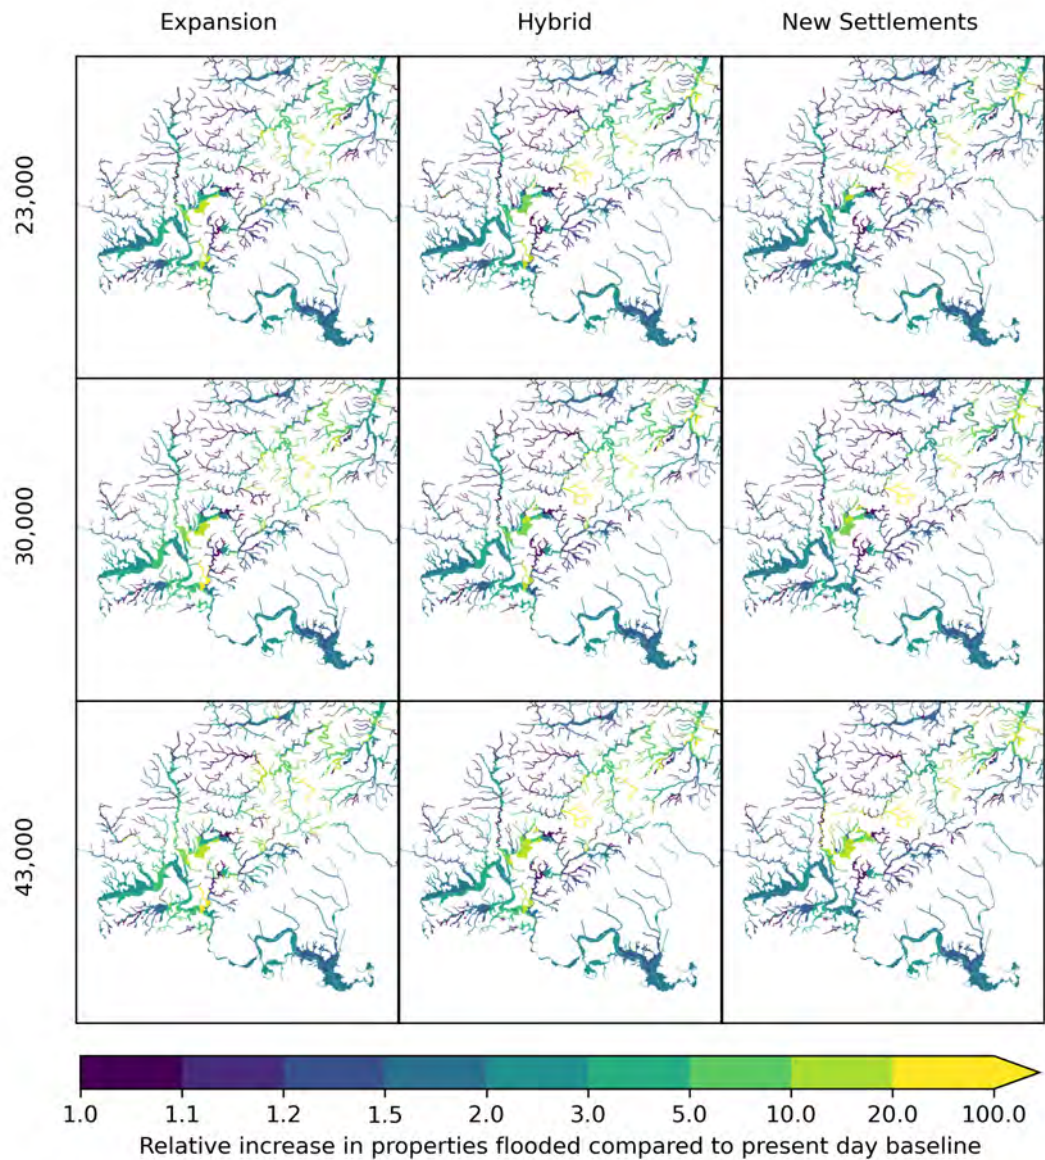 Expansion Hybrid New Settlements
23,000
30,000
43,000
1.0 1.1 1.2 1.5 2.0 3.0 5.0 10.0 20.0 100.0
Relative increase in properties flooded compared to present day baseline